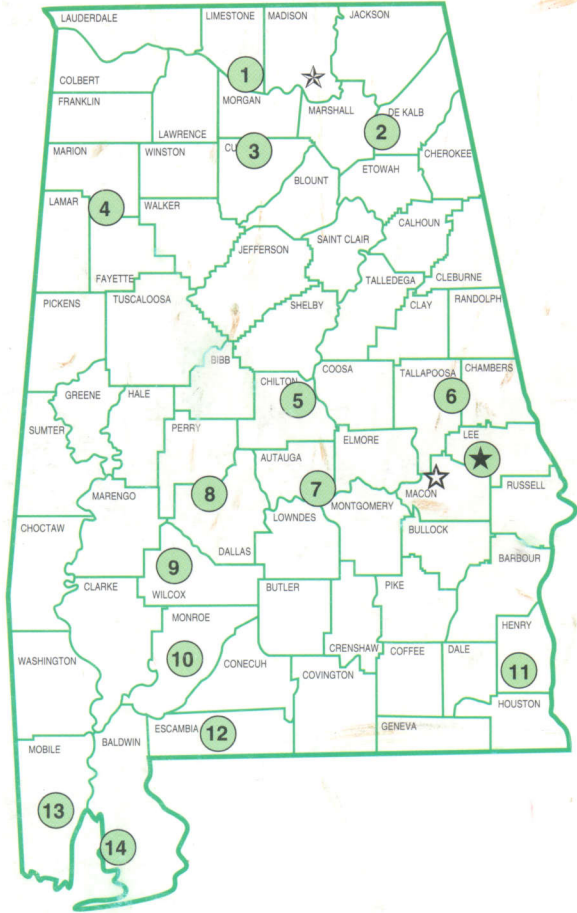 LAUDERDALE
LIMESTONE
MADISON
JACKSON
1
COLBERT
FRANKLIN
MORGAN
MARSHALL
DE KALB
2
LAWRENCE
CU
3
MARION
WINSTON
CHEROKEE
ETOWAH
BLOUNT
LAMAR
4
WALKER
CALHOUN
SAINT CLAIR
JEFFERSON
FAYETTE
TALLEDEGA
CLEBURNE
PICKENS
TUSCALOOSA
SHELBY
CLAY
RANDOLPH
BIBB
COOSA
TALLAPOOSA
CHAMBERS
CHILTON
5
6
GREENE
HALE
SUMTER
PERRY
ELMORE
LEE
AUTAUGA
7
8
MARENGO
MACON
RUSSELL
LOWNDES
MONTGOMERY
CHOCTAW
BULLOCK
DALLAS
BARBOUR
9
CLARKE
WILCOX
BUTLER
PIKE
MONROE
HENRY
10
WASHINGTON
CONECUH
CRENSHAW
COFFEE
DALE
11
COVINGTON
HOUSTON
ESCAMBIA
12
GENEVA
MOBILE
BALDWIN
13
14